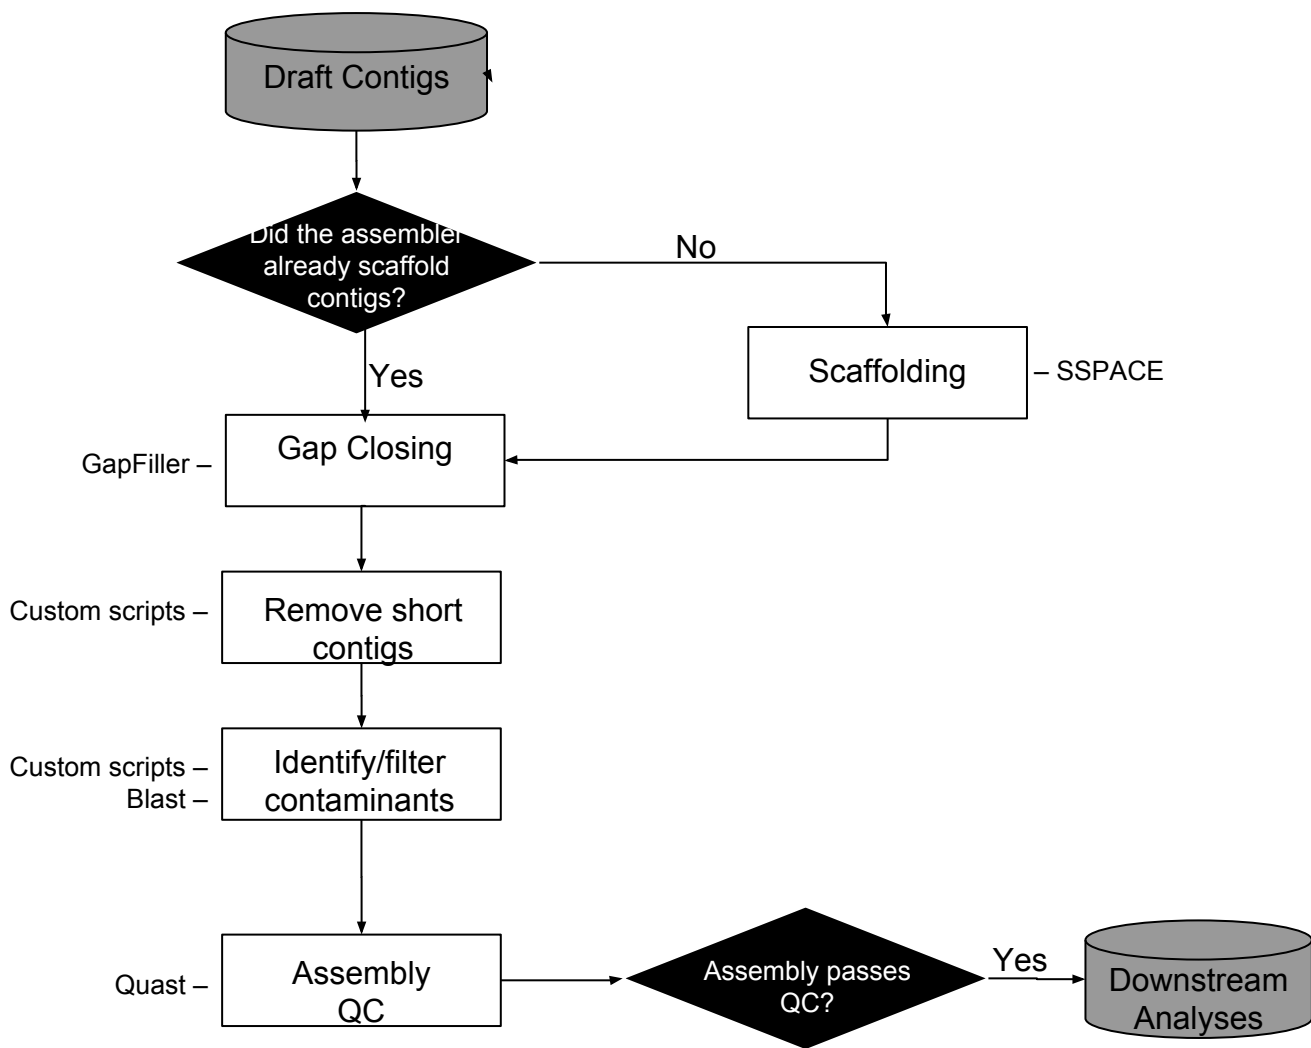 Draft Contigs
Did the assembler
already scaffold
contigs?
No
Yes
Scaffolding
– SSPACE
Gap Closing
GapFiller –
Custom scripts –
Remove short
contigs
Custom scripts –
Blast –
Identify/filter
contaminants
Quast –
Assembly
QC
Assembly passes
QC?
Yes
Downstream
Analyses